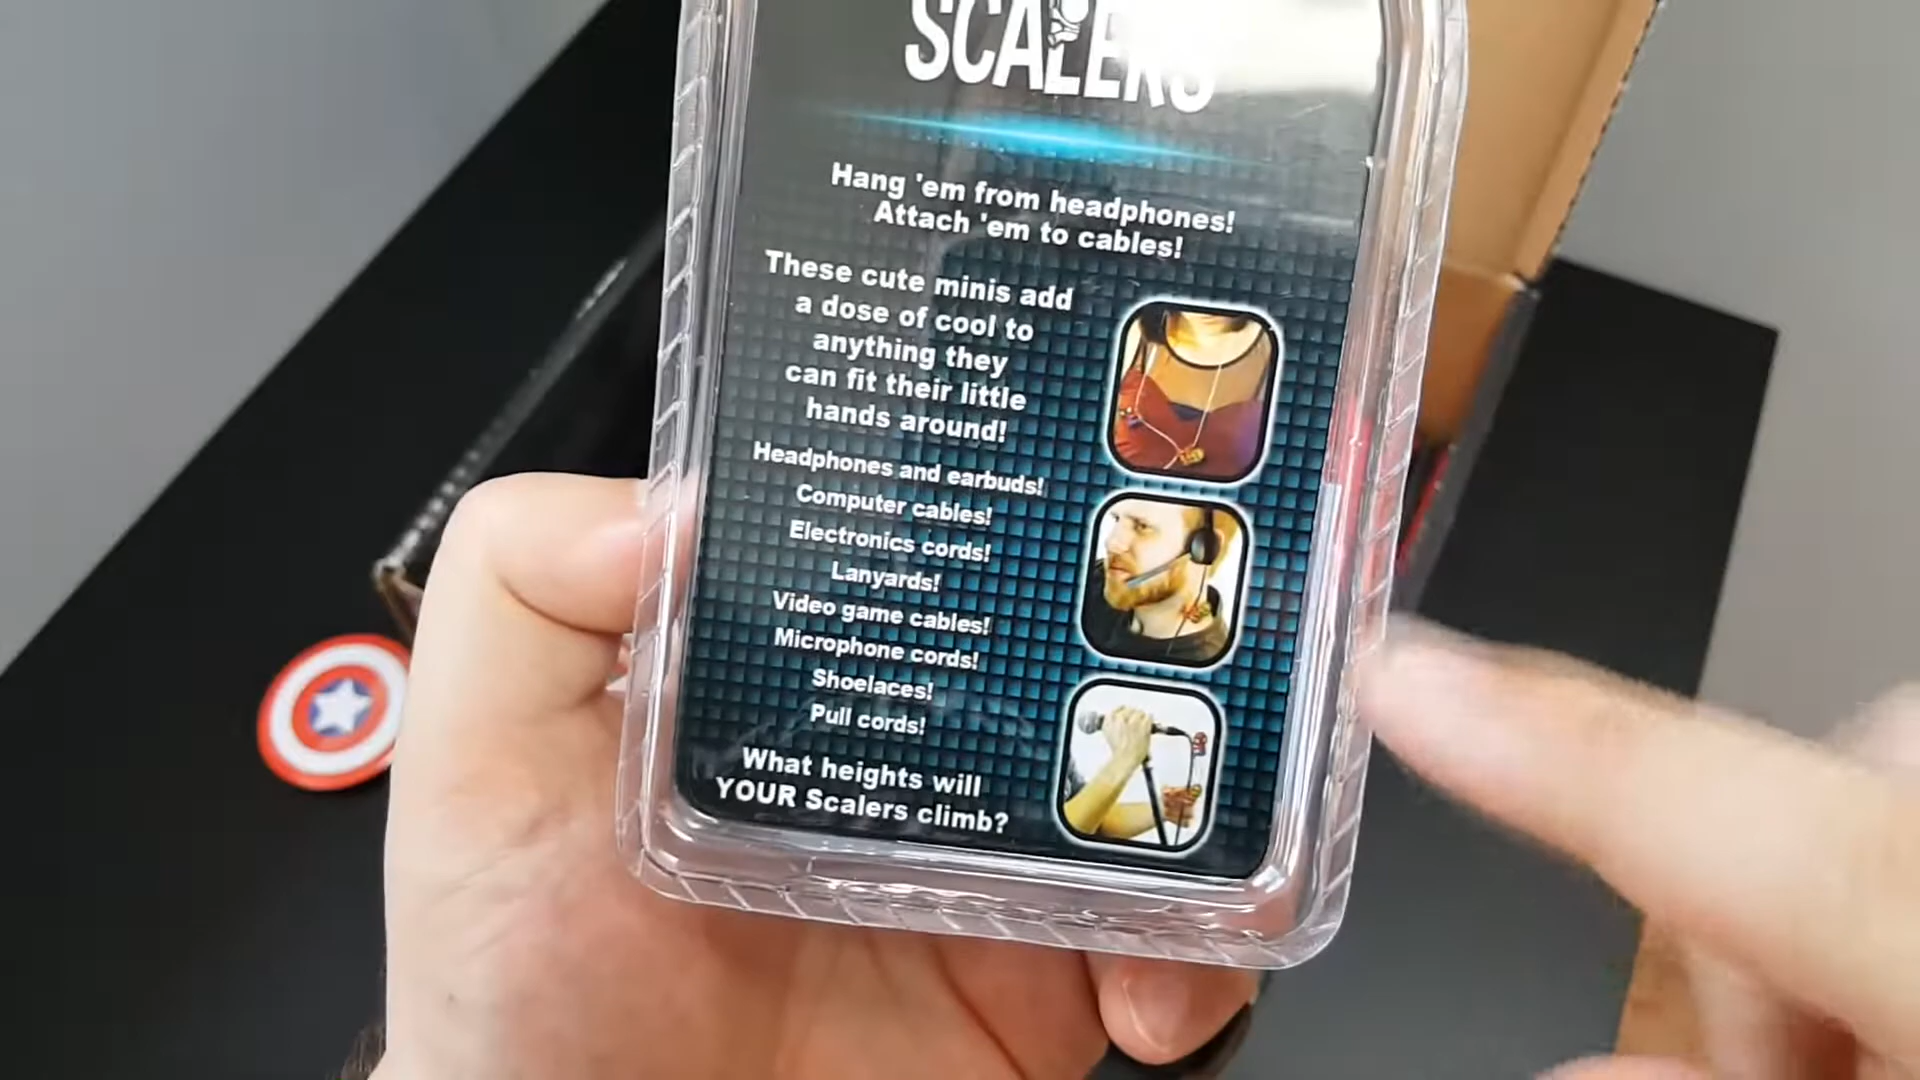 SCALERS
Hang 'em from headphones!
Attach 'em to cables!
These cute minis add
a dose of cool to
anything they
can fit their little
hands around!
Headphones and earbuds!
Computer cables!
Electronics cords!
Lanyards!
Video game cables!
Microphone cords!
Shoelaces!
Pull cords!
What heights will
YOUR Scalers climb?